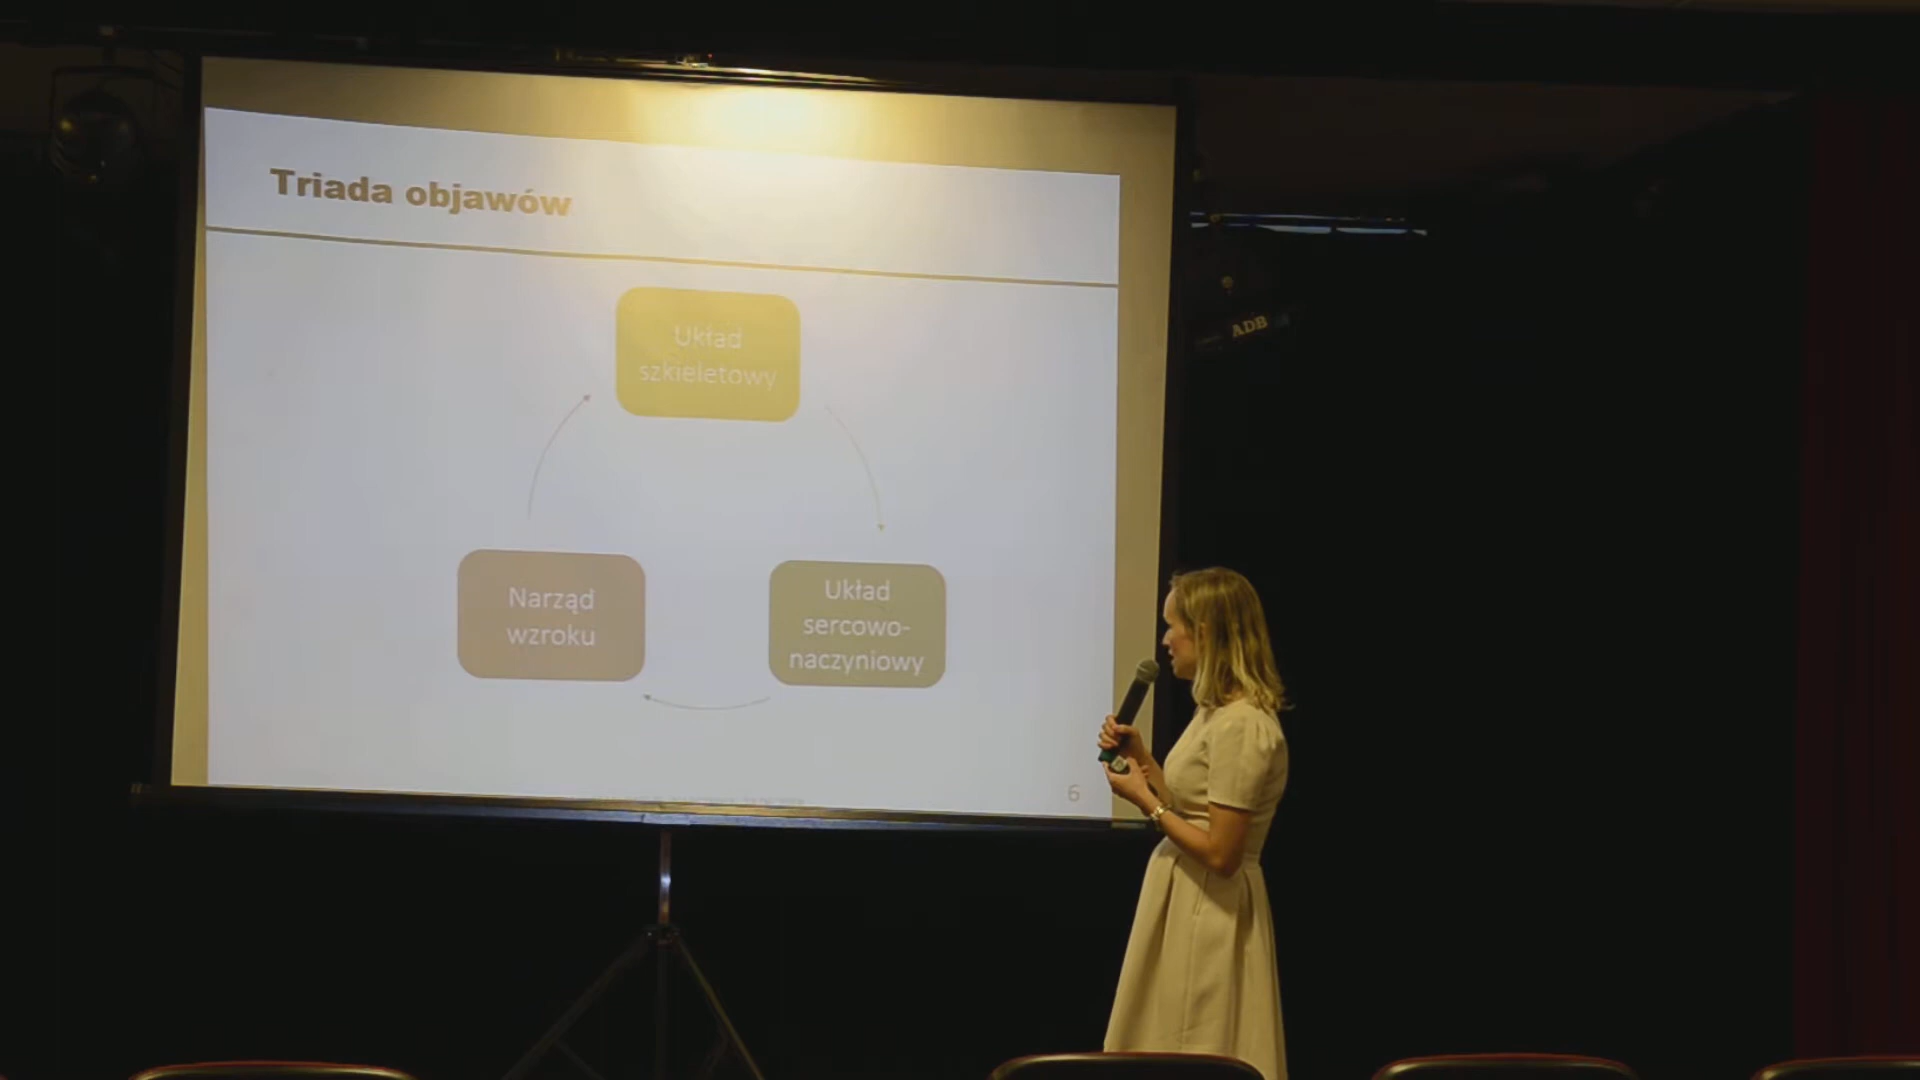 Triada objawów
Układ
szkieletowy
Narząd
wzroku
Układ
sercowo-
naczyniowy
6
ADB